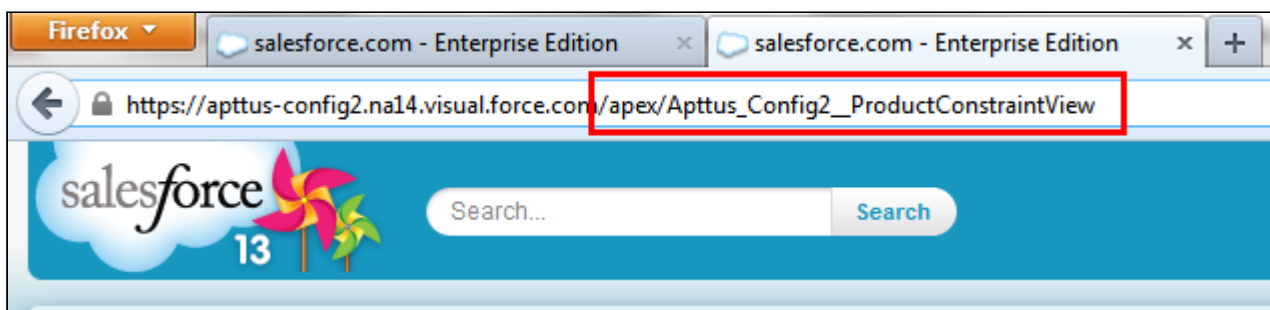 Firefox
salesforce.com - Enterprise Edition
salesforce.com - Enterprise Edition
https://apttus-config2.na14.visual.force.com/apex/Apttus_Config2__ProductConstraintView
salesforce
13
Search...
Search